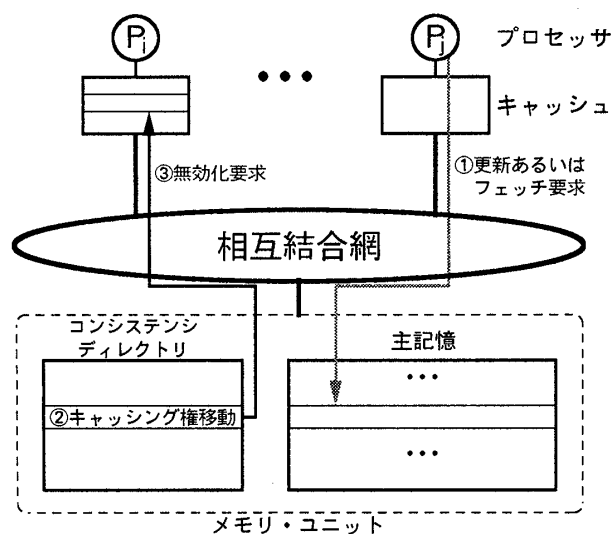 Pi
Pj
プロセッサ
•••
キャッシュ
③無効化要求
①更新あるいは
フェッチ要求
相互結合網
コンシステンシ
ディレクトリ
主記憶
•••
②キャッシング権移動
•••
メモリ・ユニット